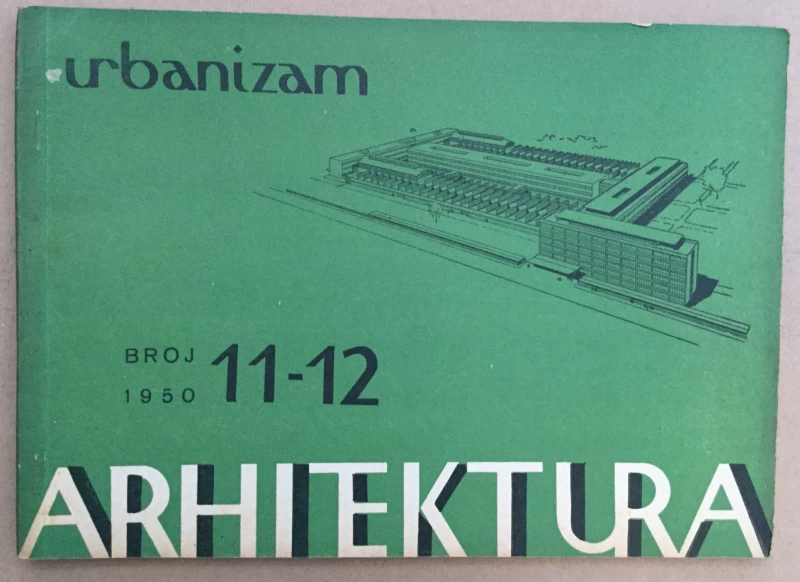 urbanizam
BROJ 11-12
1950
ARHITEKTURA